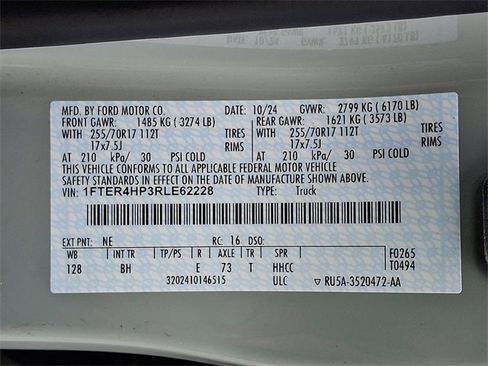 MFD. BY FORD MOTOR CO. DATE: 10/24 GVWR: 2799 KG ( 6170 LB)
FRONT GAWR: 1485 KG ( 3274 LB) REAR GAWR: 1621 KG ( 3573 LB)
WITH 255/70R17 112T TIRES WITH 255/70R17 112T TIRES
17x7.5J RIMS 17x7.5J RIMS
AT 210 kPa/ 30 PSI COLD AT 210 kPa/ 30 PSI COLD
THIS VEHICLE CONFORMS TO ALL APPLICABLE FEDERAL MOTOR VEHICLE
SAFETY STANDARDS IN EFFECT ON THE DATE OF MANUFACTURE SHOWN ABOVE.
VIN: 1FTER4HP3RLE62228 TYPE: Truck
EXT PNT: NE RC: 16 DSO: F0265
WB INT TR TP/PS R AXLE TR SPR T0494
128 BH E 73 T HHCC
3202410146515 ULC RU5A-3520472-AA